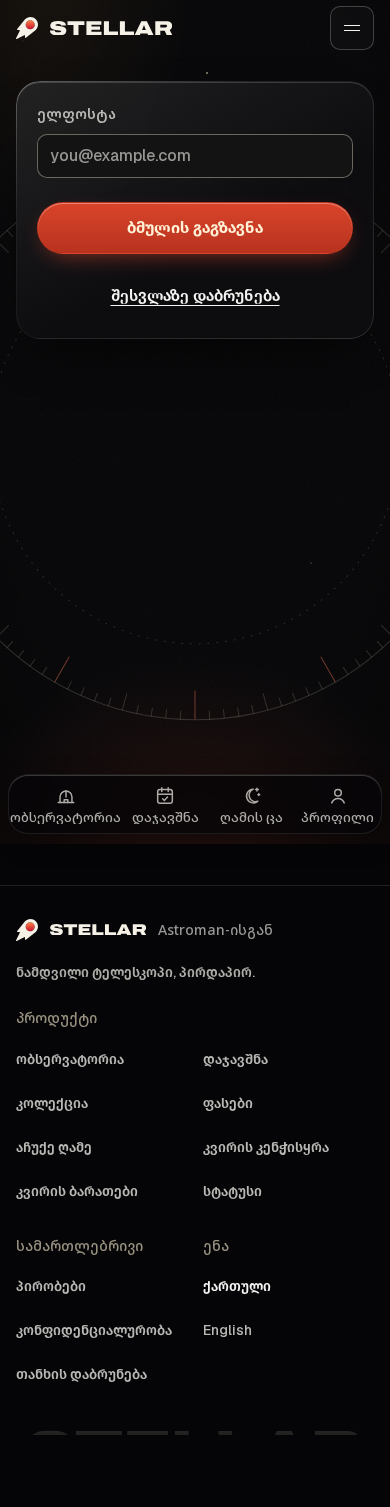 STELLAR
ელფოსტა
you@example.com
ბმულის გაგზავნა
შესვლაზე დაბრუნება
ობსერვატორია დაჯავშნა ღამის ცა პროფილი
STELLAR Astroman-ისგან
ნამდვილი ტელესკოპი, პირდაპირ.
პროდუქტი
ობსერვატორია დაჯავშნა
კოლექცია ფასები
აჩუქე ღამე კვირის კენჭისყრა
კვირის ბარათები სტატუსი
სამართლებრივი ენა
პირობები ქართული
კონფიდენციალურობა English
თანხის დაბრუნება